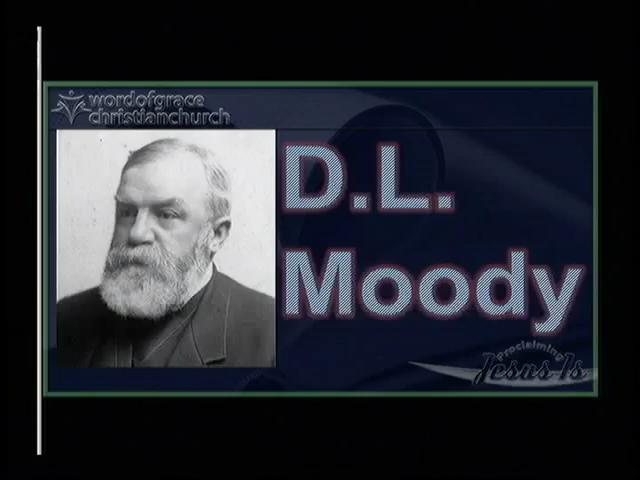 wordofgrace
christianchurch
D.L.
Moody
Proclaiming
Jesus Is